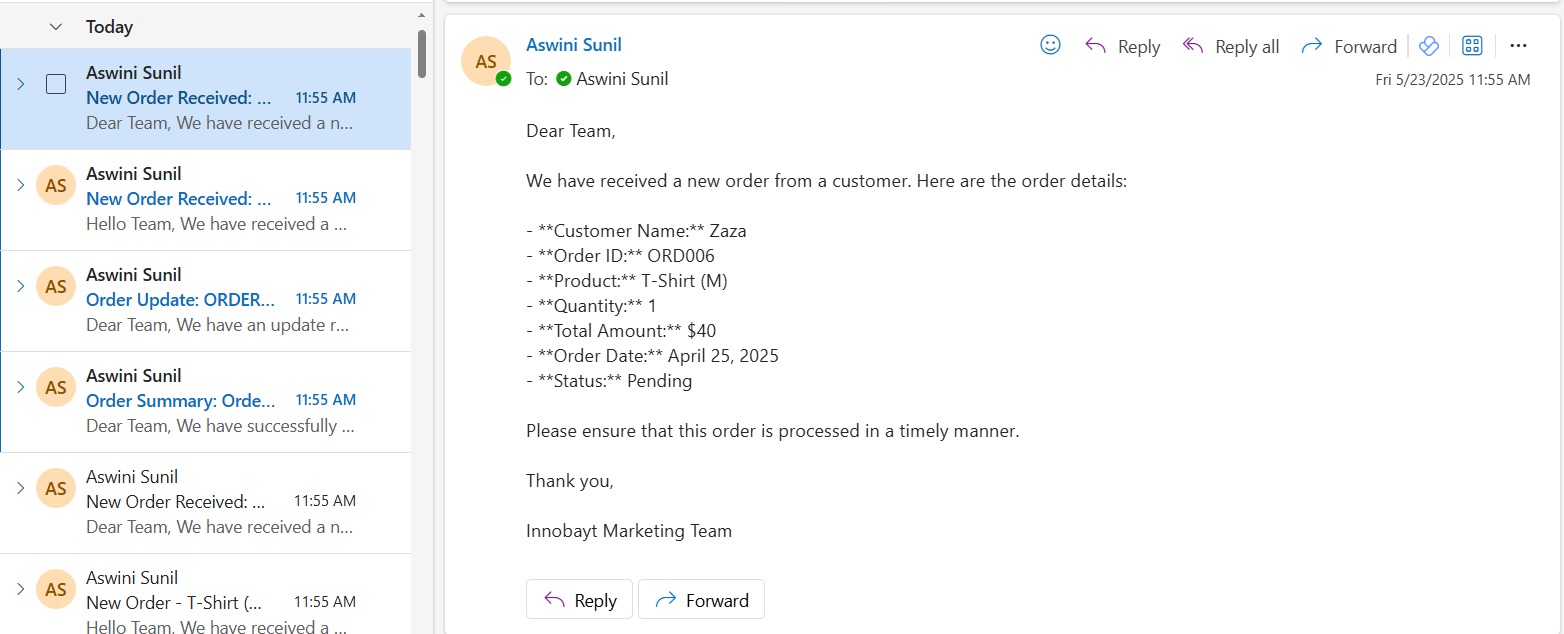 Today
Aswini Sunil
New Order Received: ... 11:55 AM
Dear Team, We have received a n...
AS
Aswini Sunil
New Order Received: ... 11:55 AM
Hello Team, We have received a ...
AS
Aswini Sunil
Order Update: ORDER... 11:55 AM
Dear Team, We have an update r...
AS
Aswini Sunil
Order Summary: Orde... 11:55 AM
Dear Team, We have successfully ...
AS
Aswini Sunil
New Order Received: ... 11:55 AM
Dear Team, We have received a n...
AS
Aswini Sunil
New Order - T-Shirt (... 11:55 AM
Hello Team, We have received a ...
AS
Aswini Sunil
Reply Reply all Forward
To: Aswini Sunil
Fri 5/23/2025 11:55 AM
Dear Team,
We have received a new order from a customer. Here are the order details:
- **Customer Name:** Zaza
- **Order ID:** ORD006
- **Product:** T-Shirt (M)
- **Quantity:** 1
- **Total Amount:** $40
- **Order Date:** April 25, 2025
- **Status:** Pending
Please ensure that this order is processed in a timely manner.
Thank you,
Innobayt Marketing Team
Reply Forward